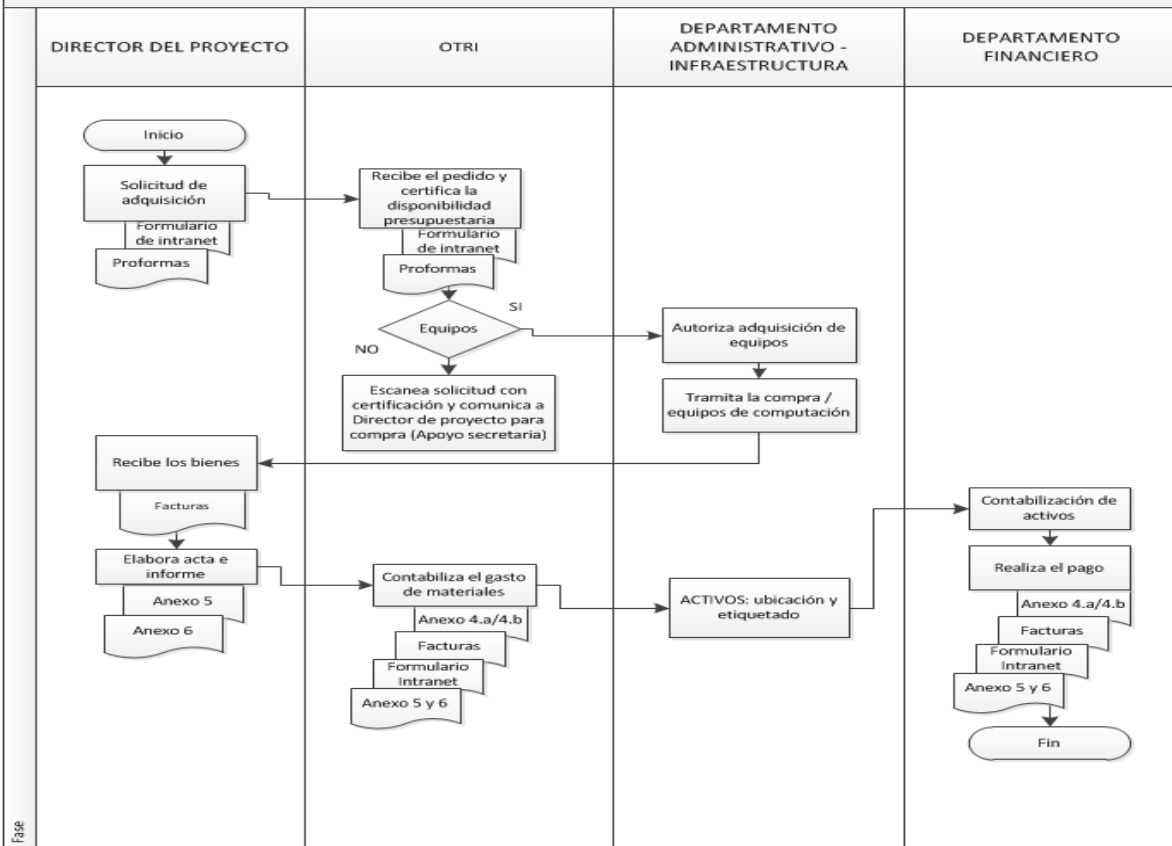 DIRECTOR DEL PROYECTO
OTRI
DEPARTAMENTO
ADMINISTRATIVO -
INFRAESTRUCTURA
DEPARTAMENTO
FINANCIERO
Inicio
Solicitud de
adquisición
Formulario
de intranet
Proformas
Recibe el pedido y
certifica la
disponibilidad
presupuestaria
Formulario
de intranet
Proformas
Equipos
SI
NO
Autoriza adquisición de
equipos
Tramita la compra /
equipos de computación
Escanea solicitud con
certificación y comunica a
Director de proyecto para
compra (Apoyo secretaria)
Recibe los bienes
Facturas
Elabora acta e
informe
Anexo 5
Anexo 6
Contabiliza el gasto
de materiales
Anexo 4.a/4.b
Facturas
Formulario
Intranet
Anexo 5 y 6
ACTIVOS: ubicación y
etiquetado
Contabilización de
activos
Realiza el pago
Anexo 4.a/4.b
Facturas
Formulario
Intranet
Anexo 5 y 6
Fin
Fase